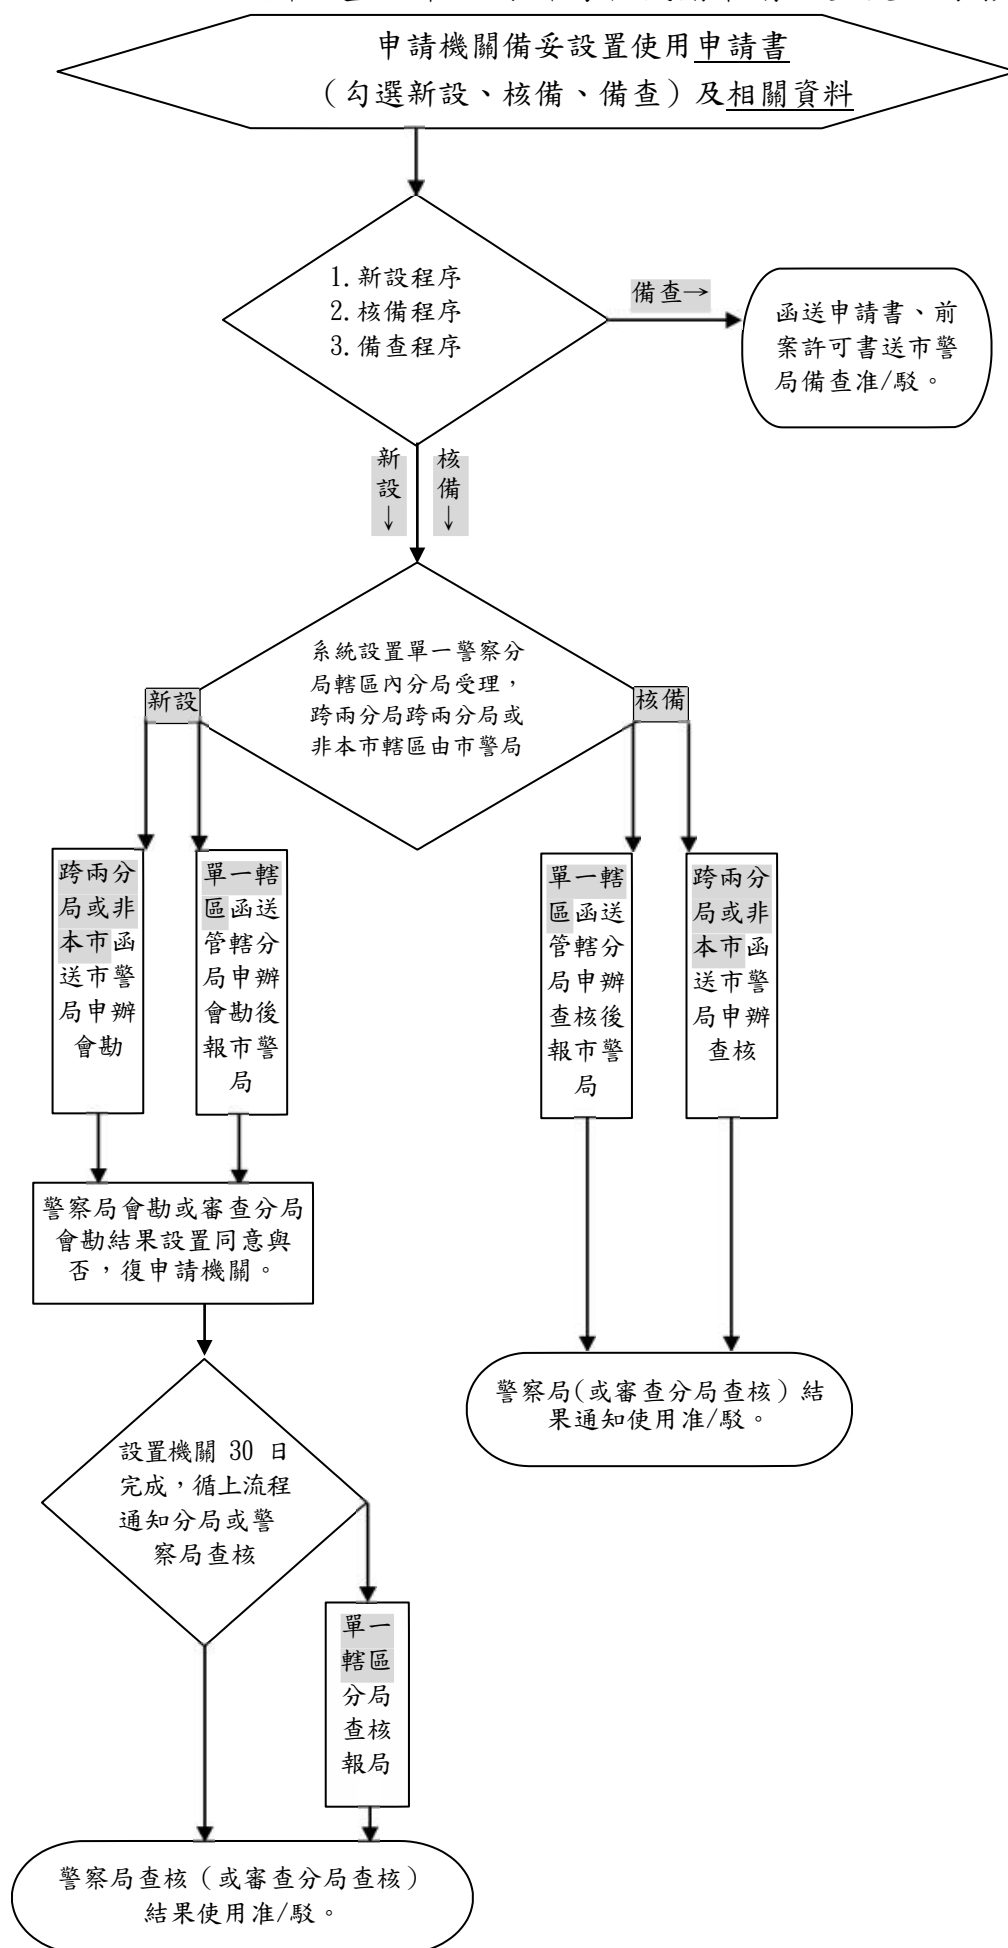 申請機關備妥設置使用申請書
（勾選新設、核備、備查）及相關資料
1.新設程序
2.核備程序
3.備查程序
備查→
函送申請書、前
案許可書送市警
局備查准/駁。
新
設
↓
核
備
↓
系統設置單一警察分
局轄區內分局受理，
跨兩分局跨兩分局或
非本市轄區由市警局
新設
核備
跨兩分
局或非
本市函
送市警
局申辦
會勘
單一轄
區函送
管轄分
局申辦
會勘後
報市警
局
單一轄
區函送
管轄分
局申辦
查核後
報市警
局
跨兩分
局或非
本市函
送市警
局申辦
查核
警察局會勘或審查分局
會勘結果設置同意與
否，復申請機關。
警察局(或審查分局查核)結
果通知使用准/駁。
設置機關 30 日
完成，循上流程
通知分局或警
察局查核
單一
轄區
分局
查核
報局
警察局查核（或審查分局查核）
結果使用准/駁。